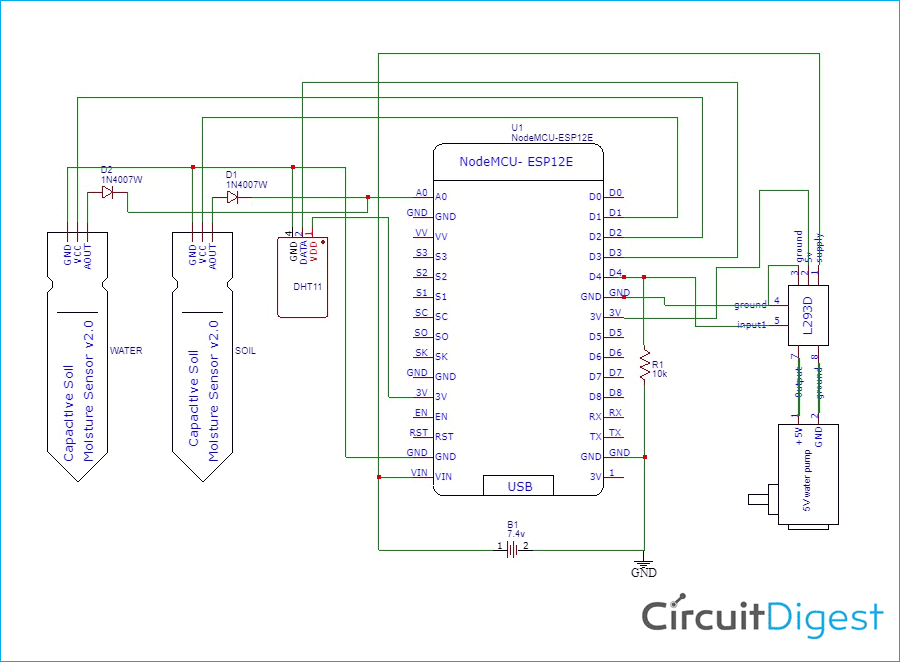 U1
NodeMCU-ESP12E
NodeMCU- ESP12E
D2
1N4007W
D1
1N4007W
GND
VCC
AOUT
Capacitive Soil
Moisture Sensor v2.0
WATER
GND
VCC
AOUT
Capacitive Soil
Moisture Sensor v2.0
SOIL
4
2
1
GND
DATA
VDD
DHT11
A0 A0
GND GND
VV VV
S3 S3
S2 S2
S1 S1
SC SC
SO SO
SK SK
GND GND
3V 3V
EN EN
RST RST
GND GND
VIN VIN
D0 D0
D1 D1
D2 D2
D3 D3
D4 D4
GND GND
3V 3V
D5 D5
D6 D6
D7 D7
D8 D8
RX RX
TX TX
GND GND
3V 1
USB
R1
10k
B1
7.4v
1 2
GND
ground
5v
supply
3
2
1
ground 4
input1 5
L293D
7
8
Output
ground
1
2
+5V
GND
5V water pump
CircuitDigest